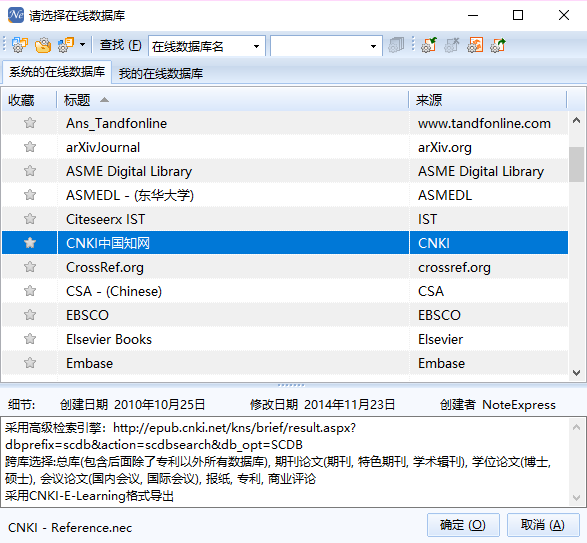 请选择在线数据库
查找 (F) 在线数据库名
系统的在线数据库 我的在线数据库
收藏 标题 来源
Ans_Tandfonline www.tandfonline.com
arXivJournal arXiv.org
ASME Digital Library ASME Digital Library
ASMEDL - (东华大学) ASMEDL
Citeseerx IST IST
CNKI中国知网 CNKI
CrossRef.org crossref.org
CSA - (Chinese) CSA
EBSCO EBSCO
Elsevier Books Elsevier
Embase Embase
细节: 创建日期 2010年10月25日 修改日期 2014年11月23日 创建者 NoteExpress
采用高级检索引擎：http://epub.cnki.net/kns/brief/result.aspx?
dbprefix=scdb&action=scdbsearch&db_opt=SCDB
跨库选择:总库(包含后面除了专利以外所有数据库), 期刊论文(期刊, 特色期刊, 学术辑刊), 学位论文(博士,
硕士), 会议论文(国内会议, 国际会议), 报纸, 专利, 商业评论
采用CNKI-E-Learning格式导出
CNKI - Reference.nec 确定 (O) 取消 (A)